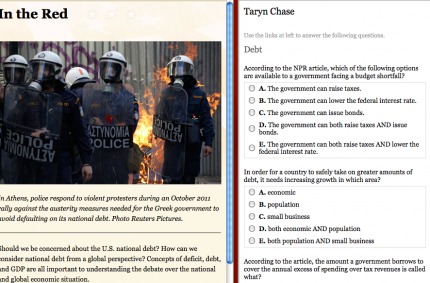 In the Red
ΑΣΤΥΝΟΜΙΑ
POLICE
n Athens, police respond to violent protesters during an October 2011
ally against the austerity measures needed for the Greek government to
void defaulting on its national debt. Photo Reuters Pictures.
Should we be concerned about the U.S. national debt? How can we
onsider national debt from a global perspective? Concepts of deficit, debt,
and GDP are all important to understanding the debate over the national
and global economic situation.
Taryn Chase
Use the links at left to answer the following questions.
Debt
According to the NPR article, which of the following options
are available to a government facing a budget shortfall?
A. The government can raise taxes.
B. The government can lower the federal interest rate.
C. The government can issue bonds.
D. The government can both raise taxes AND issue
bonds.
E. The government can both raise taxes AND lower the
federal interest rate.
In order for a country to safely take on greater amounts of
debt, it needs increasing growth in which area?
A. economic
B. population
C. small business
D. both economic AND population
E. both population AND small business
According to the article, the amount a government borrows to
cover the annual excess of spending over tax revenues is called
what?